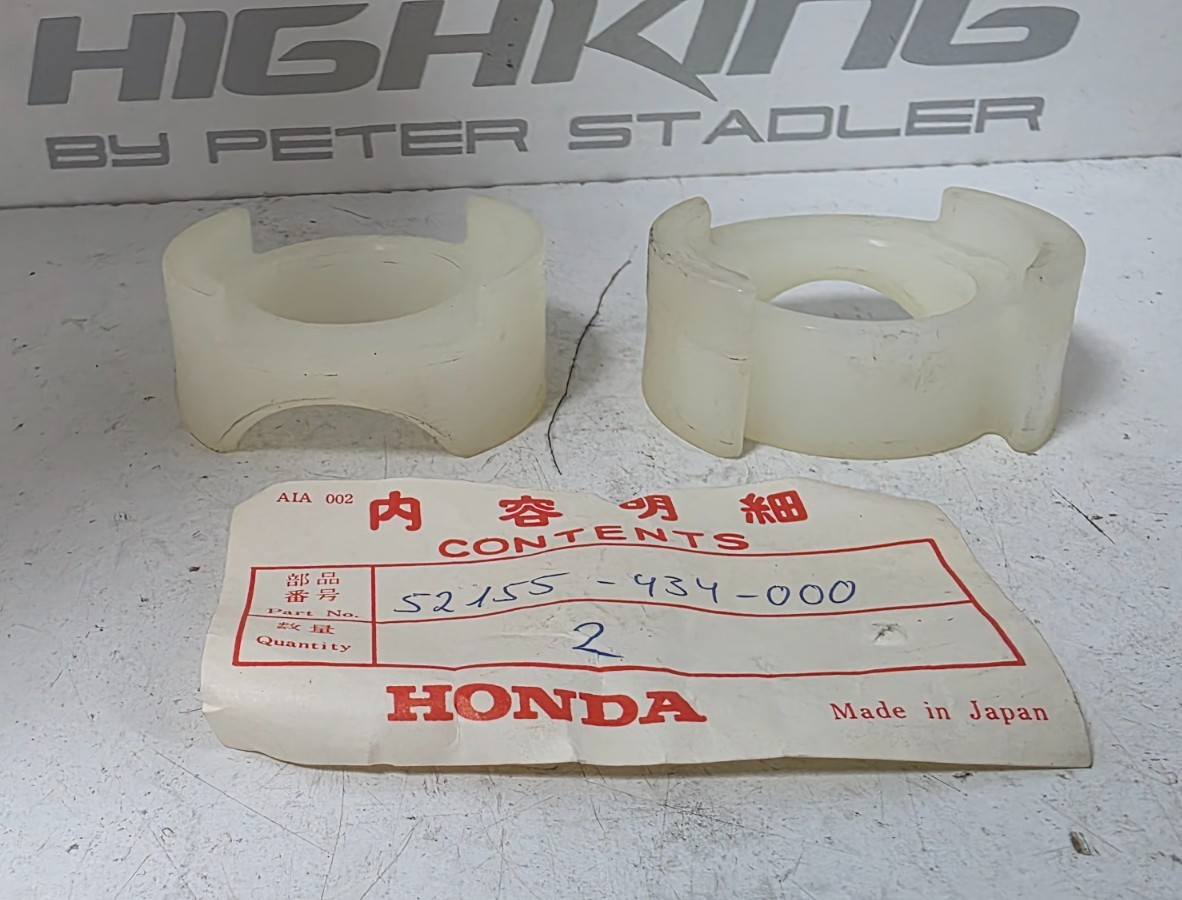 HIGHKING
BY PETER STADLER
AIA 002
内容明細
CONTENTS
部品
番号
Part No.
52155-434-000
数量
Quantity
2
HONDA
Made in Japan